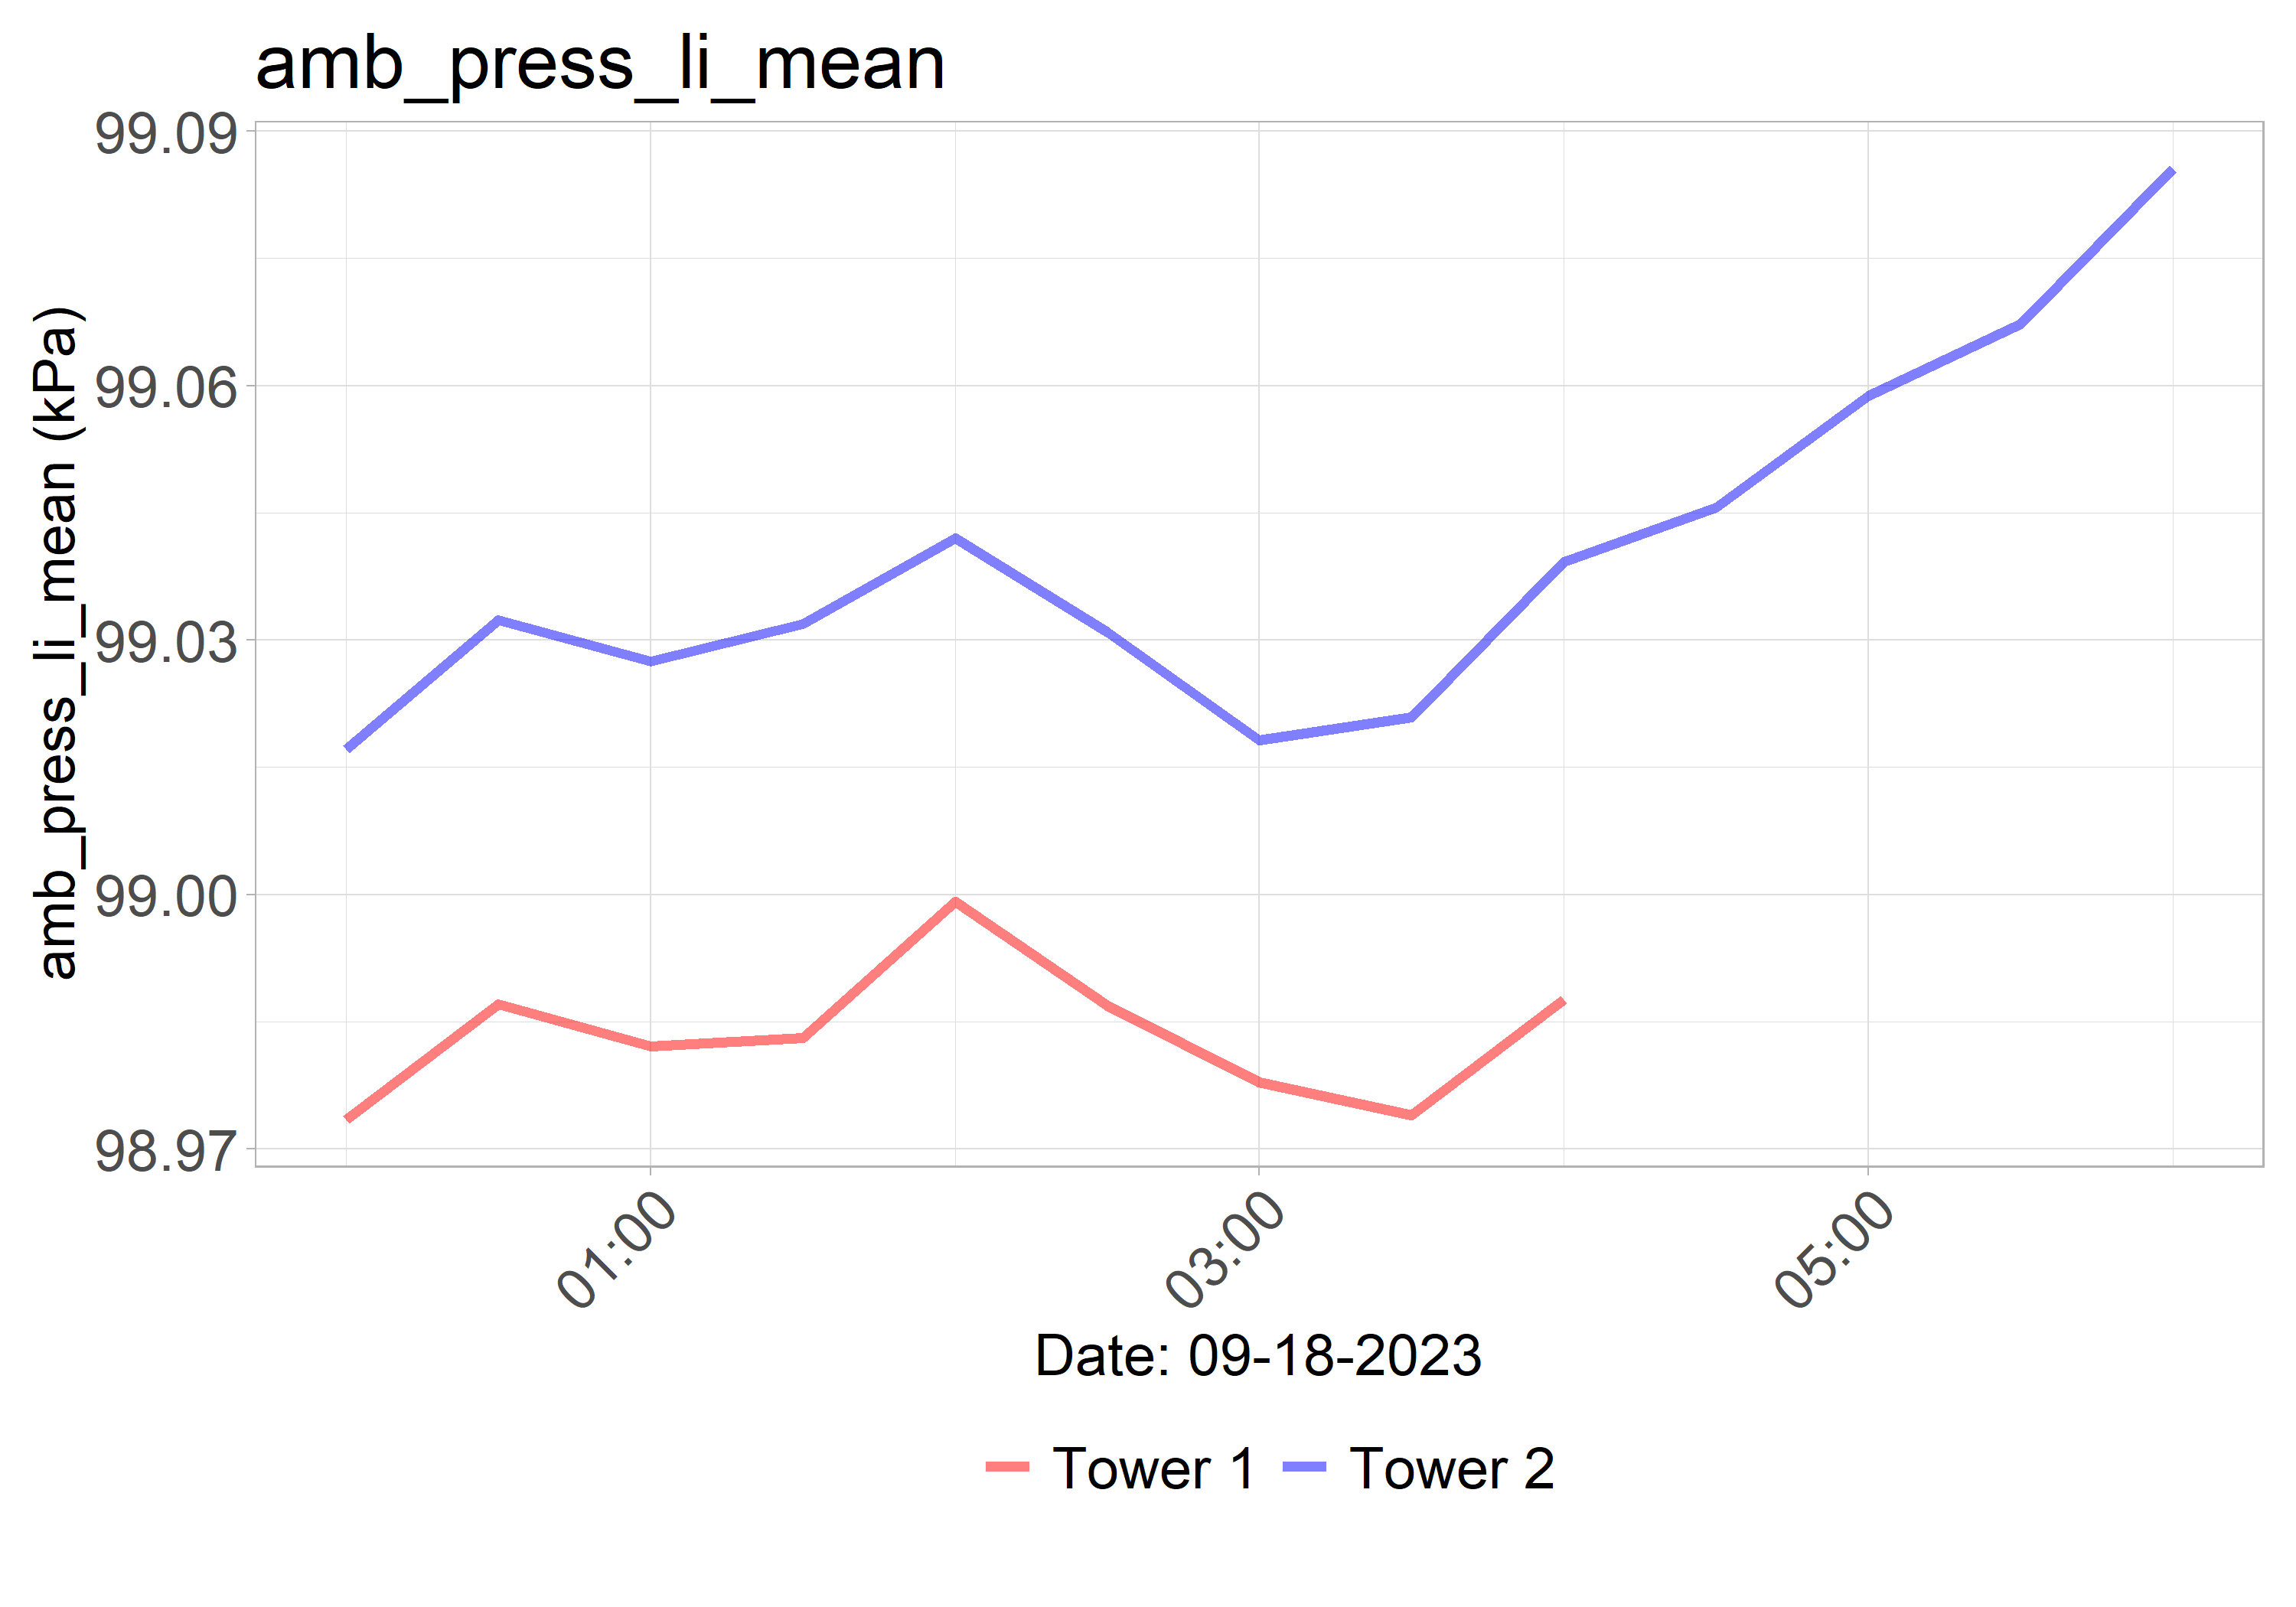 amb_press_li_mean
amb_press_li_mean (kPa)
99.09
99.06
99.03
99.00
98.97
01:00
03:00
05:00
Date: 09-18-2023
Tower 1
Tower 2